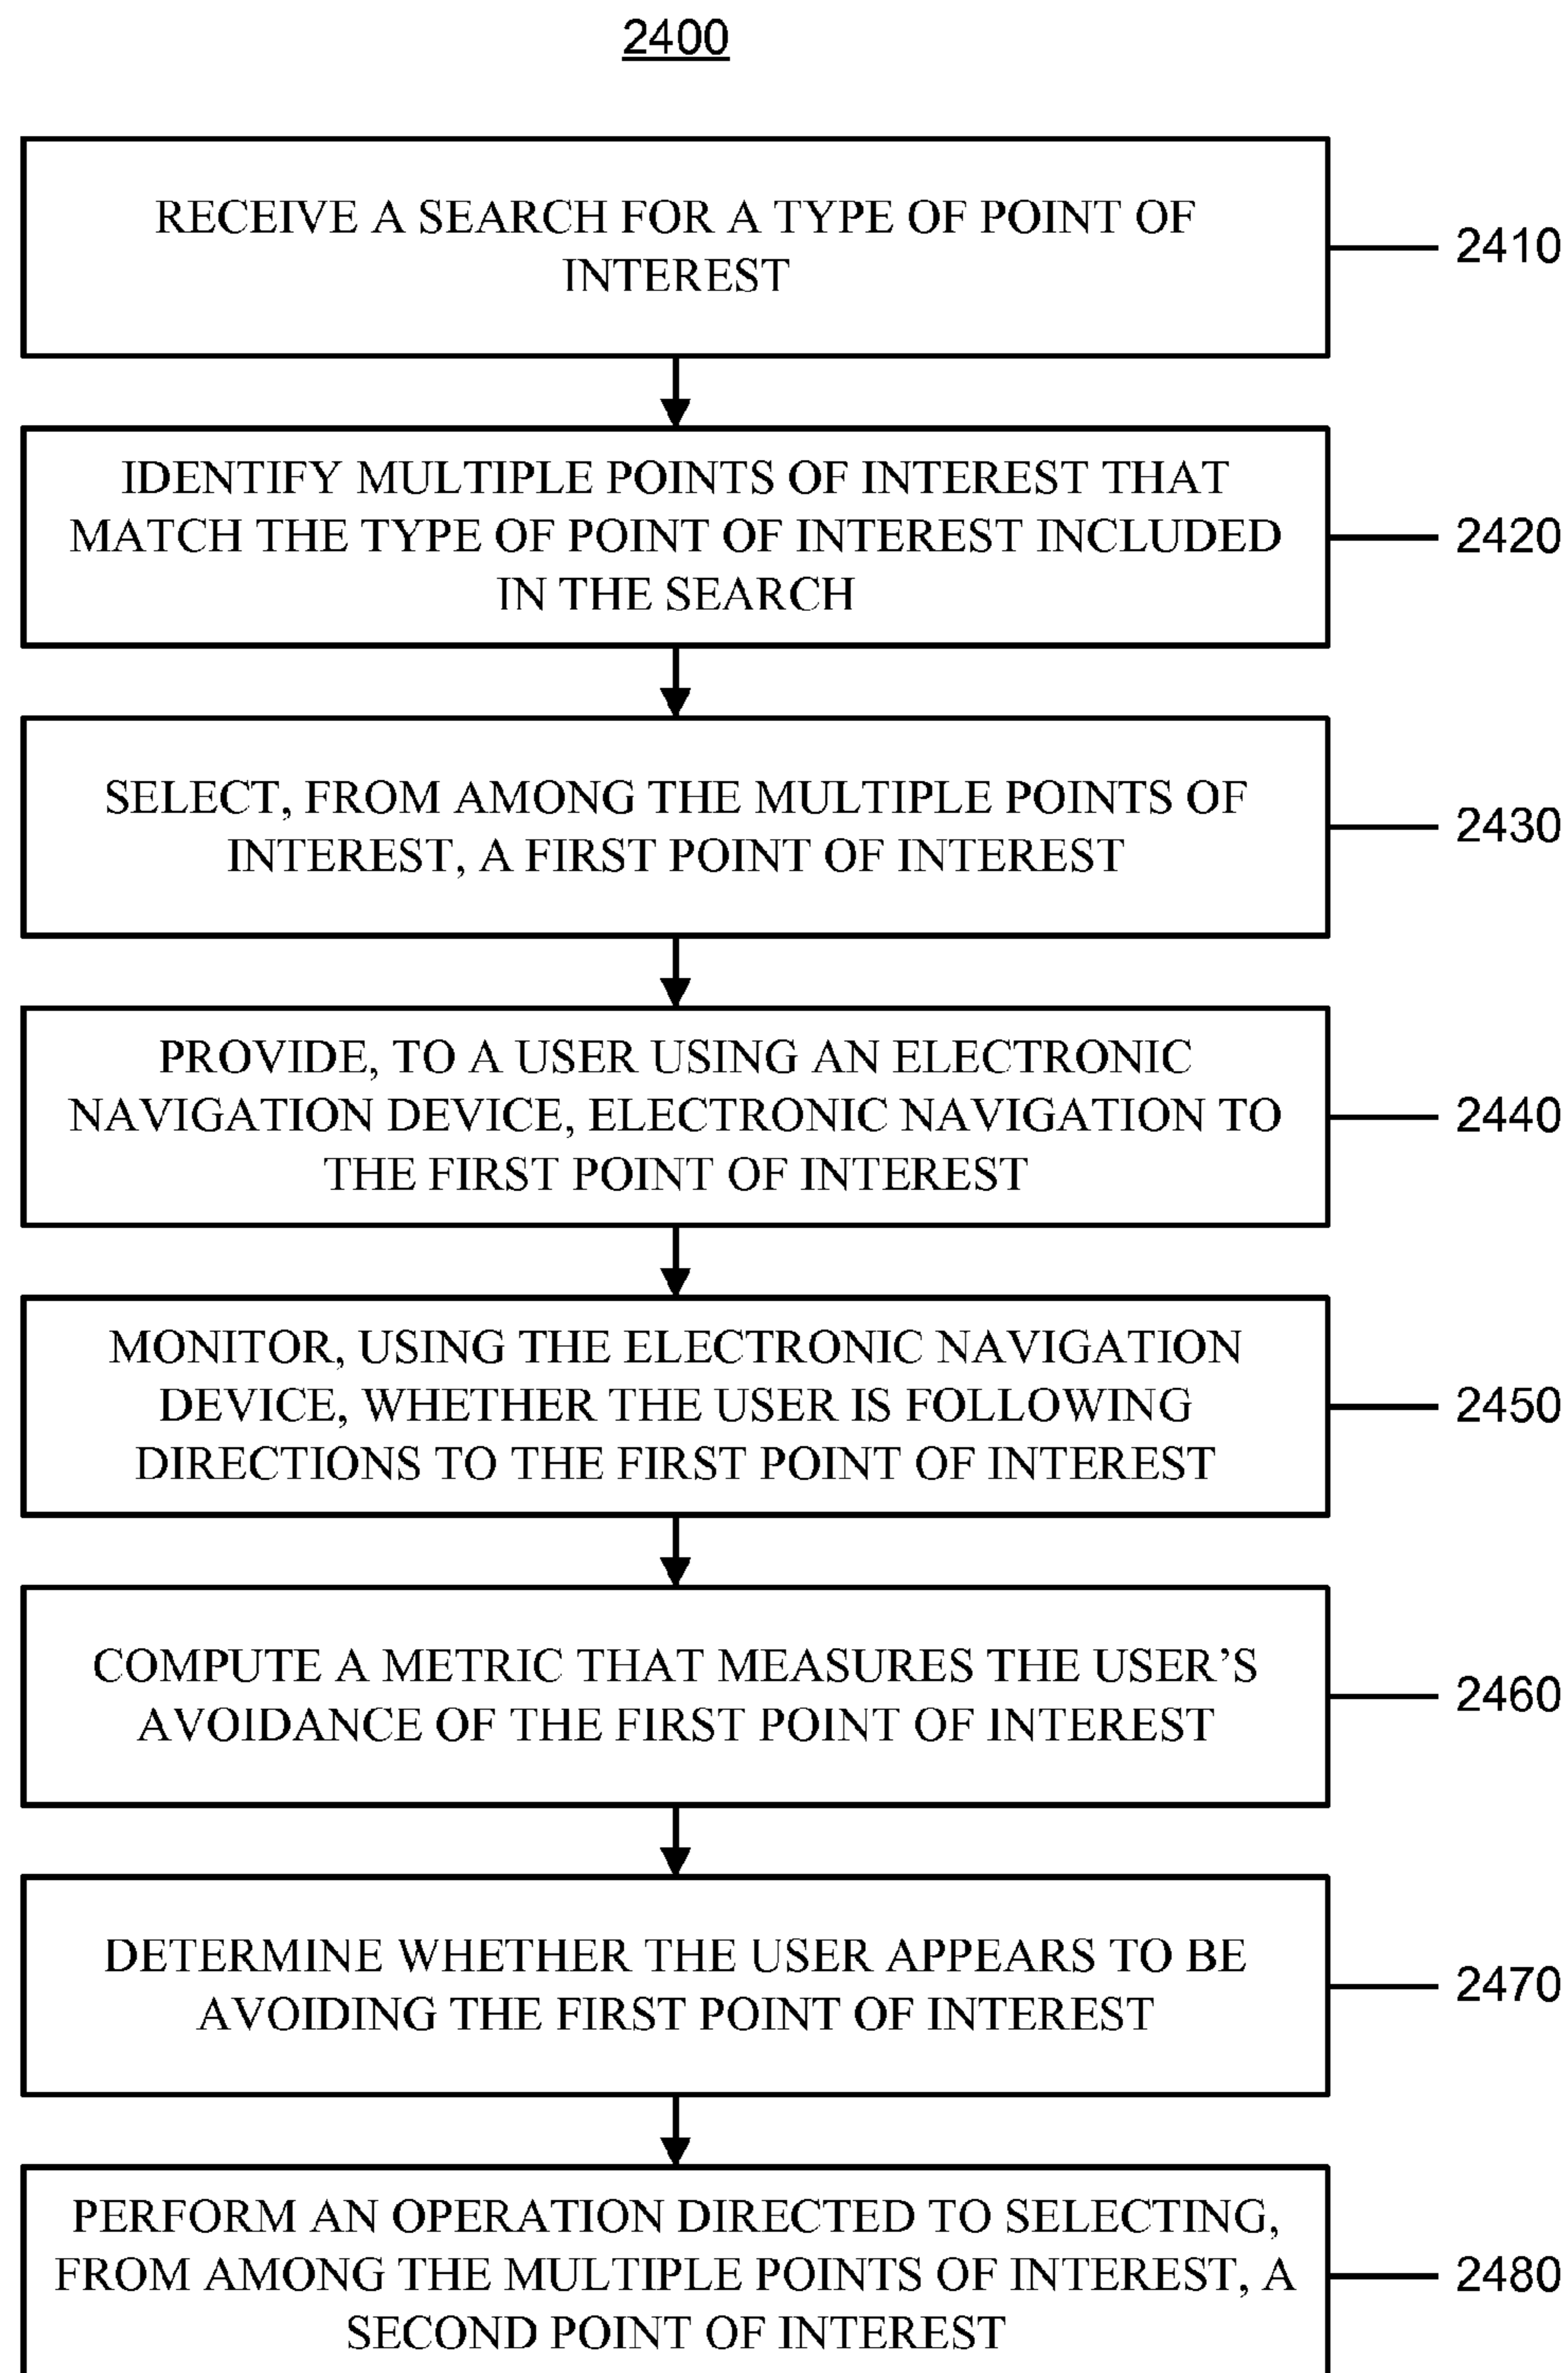 2400
RECEIVE A SEARCH FOR A TYPE OF POINT OF
INTEREST
2410
IDENTIFY MULTIPLE POINTS OF INTEREST THAT
MATCH THE TYPE OF POINT OF INTEREST INCLUDED
IN THE SEARCH
2420
SELECT, FROM AMONG THE MULTIPLE POINTS OF
INTEREST, A FIRST POINT OF INTEREST
2430
PROVIDE, TO A USER USING AN ELECTRONIC
NAVIGATION DEVICE, ELECTRONIC NAVIGATION TO
THE FIRST POINT OF INTEREST
2440
MONITOR, USING THE ELECTRONIC NAVIGATION
DEVICE, WHETHER THE USER IS FOLLOWING
DIRECTIONS TO THE FIRST POINT OF INTEREST
2450
COMPUTE A METRIC THAT MEASURES THE USER’S
AVOIDANCE OF THE FIRST POINT OF INTEREST
2460
DETERMINE WHETHER THE USER APPEARS TO BE
AVOIDING THE FIRST POINT OF INTEREST
2470
PERFORM AN OPERATION DIRECTED TO SELECTING,
FROM AMONG THE MULTIPLE POINTS OF INTEREST, A
SECOND POINT OF INTEREST
2480